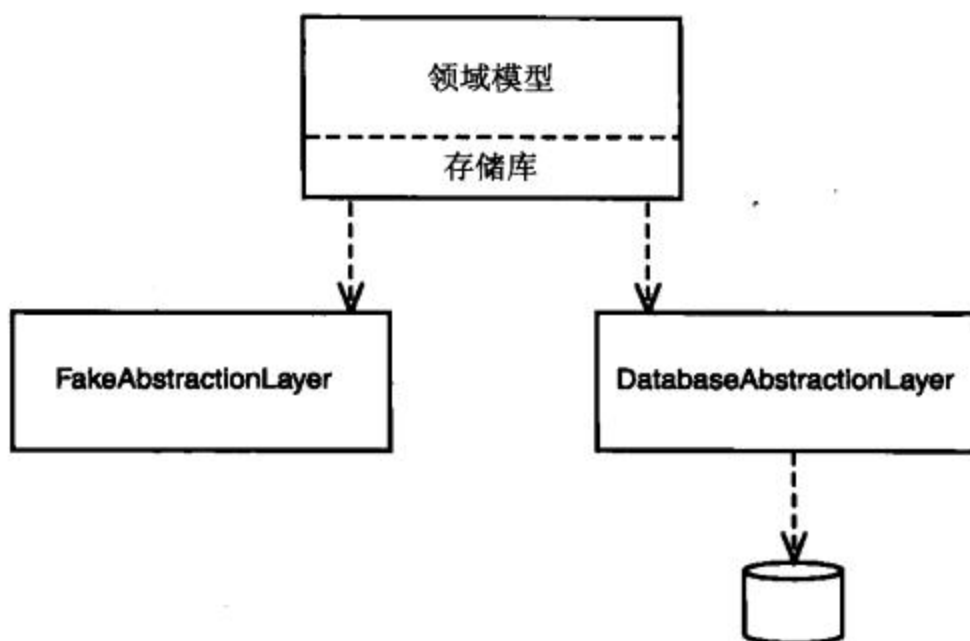 领域模型
存储库
FakeAbstractionLayer
DatabaseAbstractionLayer